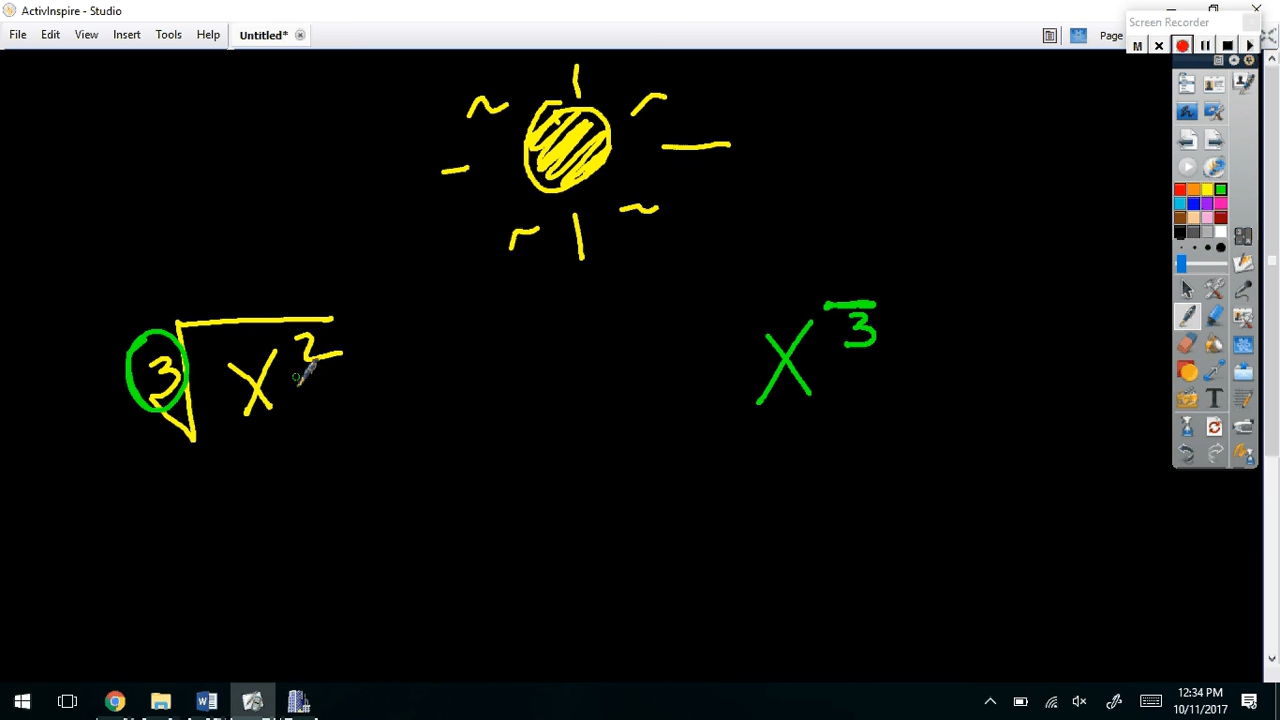 ActivInspire - Studio
Screen Recorder
File Edit View Insert Tools Help Untitled* Page
M
3 X 2
X 3
T
12:34 PM
10/11/2017